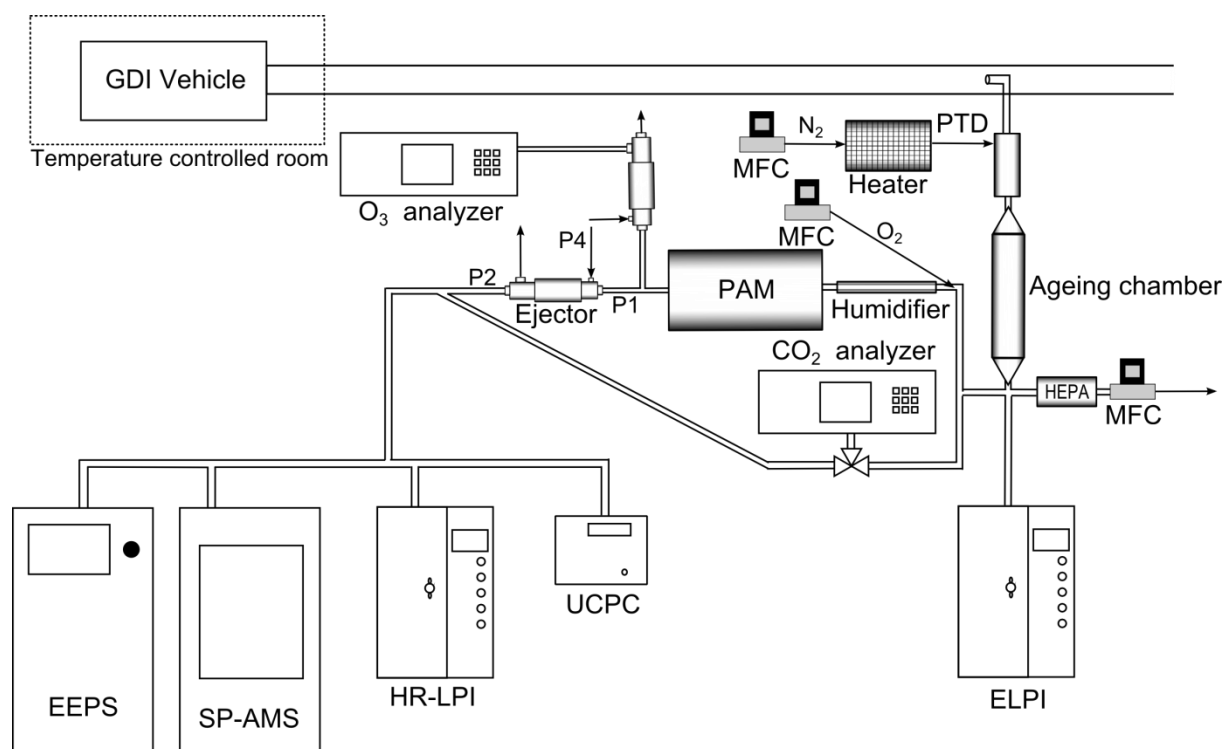 GDI Vehicle
Temperature controlled room
O₃ analyzer
N₂
PTD
MFC
Heater
MFC
O₂
P4
P2
P1
Ejector
PAM
Humidifier
Ageing chamber
CO₂ analyzer
HEPA
MFC
EEPS
SP-AMS
HR-LPI
UCPC
ELPI